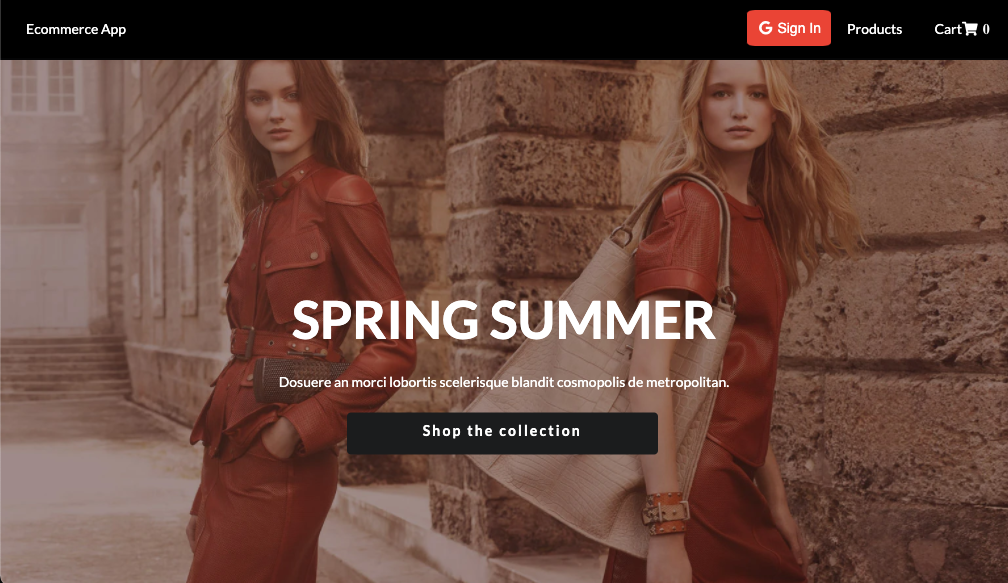 Ecommerce App
Sign In
Products
Cart 0
SPRING SUMMER
Dosuere an morci lobortis scelerisque blandit cosmopolis de metropolitan.
Shop the collection